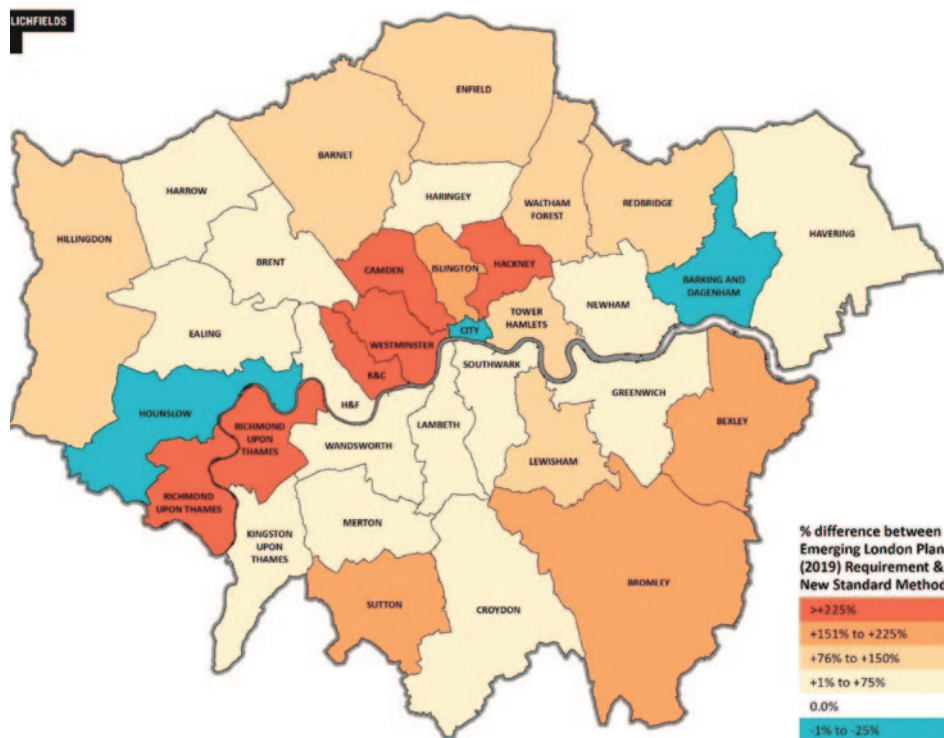 LICHFIELDS
ENFIELD
BARNET
HARROW
HARINGEY
WALTHAM
FOREST
REDBRIDGE
HAVERING
HILLINGDON
BRENT
CAMDEN
ISLINGTON
HACKNEY
BARKING AND
DAGENHAM
EALING
WESTMINSTER
CITY
TOWER
HAMLETS
NEWHAM
K&C
SOUTHWARK
HOUNSLOW
H&F
GREENWICH
RICHMOND
UPON
THAMES
WANDSWORTH
LAMBETH
BEXLEY
LEWISHAM
RICHMOND
UPON THAMES
KINGSTON
UPON
THAMES
MERTON
SUTTON
CROYDON
BROMLEY
% difference between
Emerging London Plan
(2019) Requirement &
New Standard Method
>+225%
+151% to +225%
+76% to +150%
+1% to +75%
0.0%
-1% to -25%